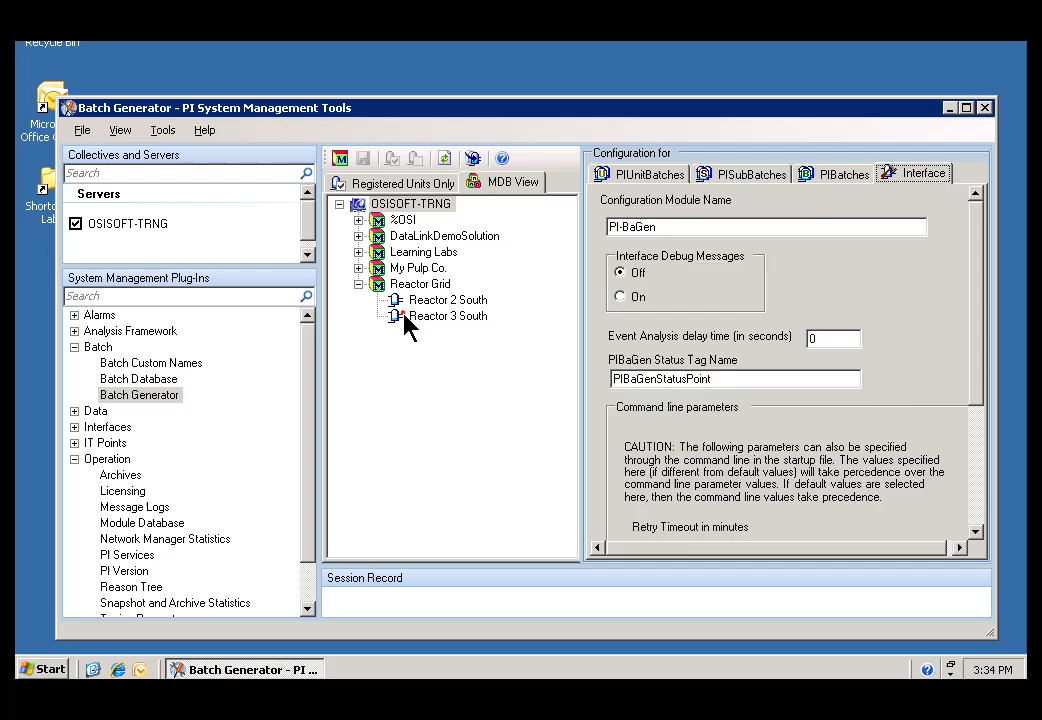 Recycle Bin
Micro
Office
Shorto
Lab
Batch Generator - PI System Management Tools
File View Tools Help
Collectives and Servers
Search
Servers
OSISOFT-TRNG
System Management Plug-Ins
Search
Alarms
Analysis Framework
Batch
Batch Custom Names
Batch Database
Batch Generator
Data
Interfaces
IT Points
Operation
Archives
Licensing
Message Logs
Module Database
Network Manager Statistics
PI Services
PI Version
Reason Tree
Snapshot and Archive Statistics
Registered Units Only MDB View
OSISOFT-TRNG
%OSI
DataLinkDemoSolution
Learning Labs
My Pulp Co.
Reactor Grid
Reactor 2 South
Reactor 3 South
Configuration for
PIUnitBatches PISubBatches PIBatches Interface
Configuration Module Name
PI-BaGen
Interface Debug Messages
Off
On
Event Analysis delay time (in seconds) 0
PIBaGen Status Tag Name
PIBaGenStatusPoint
Command line parameters
CAUTION: The following parameters can also be specified
through the command line in the startup file. The values specified
here (if different from default values) will take percedence over the
command line parameter values. If default values are selected
here, then the command line values take precedence.
Retry Timeout in minutes
Session Record
Start Batch Generator - PI ... 3:34 PM